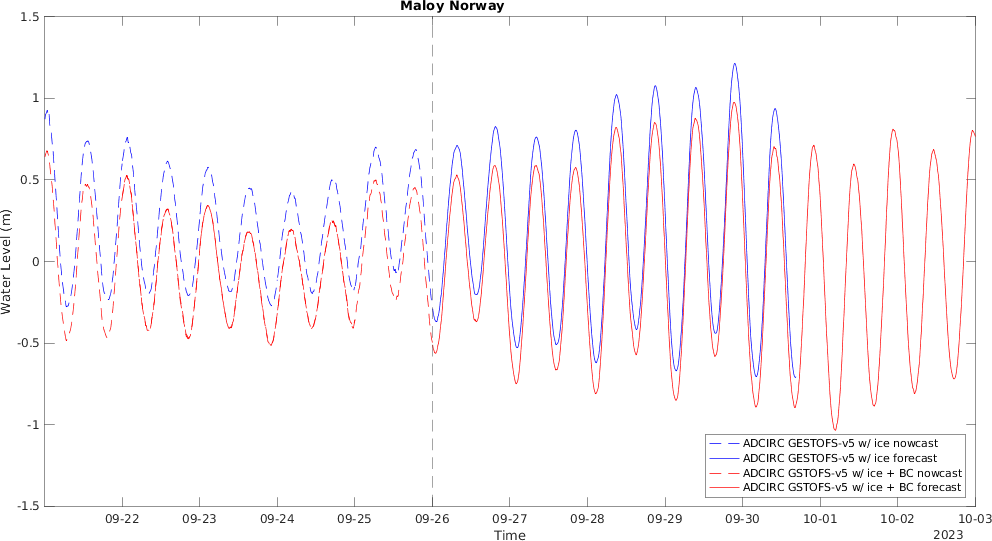 Maloy Norway
1.5
1
0.5
0
-0.5
-1
-1.5
Water Level (m)
ADCIRC GESTOFS-v5 w/ ice nowcast
ADCIRC GESTOFS-v5 w/ ice forecast
ADCIRC GSTOFS-v5 w/ ice + BC nowcast
ADCIRC GSTOFS-v5 w/ ice + BC forecast
09-22 09-23 09-24 09-25 09-26 09-27 09-28 09-29 09-30 10-01 10-02 10-03
Time
2023